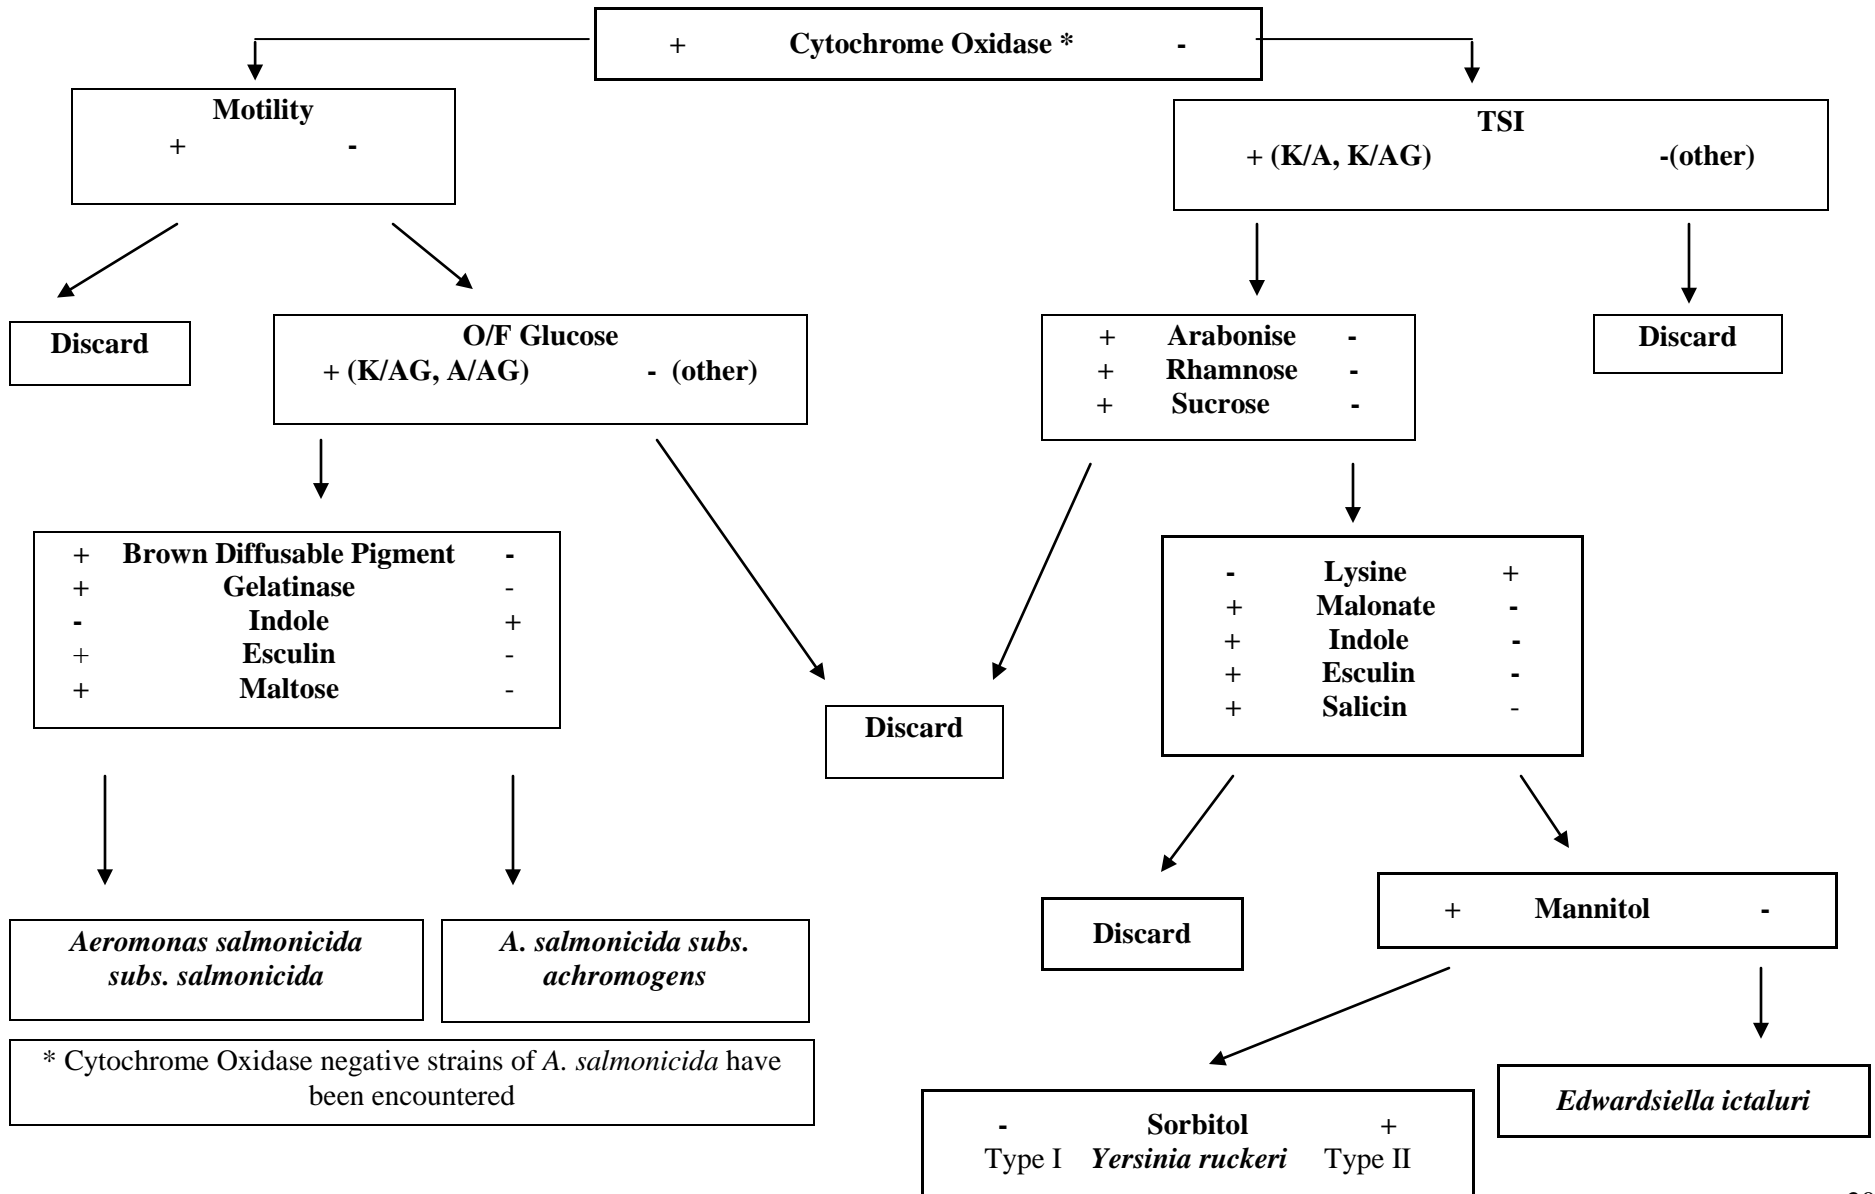 + Cytochrome Oxidase * -
Motility
+ -
TSI
+ (K/A, K/AG) -(other)
Discard
O/F Glucose
+ (K/AG, A/AG) - (other)
+ Arabonise -
+ Rhamnose -
+ Sucrose -
Discard
+ Brown Diffusable Pigment -
+ Gelatinase -
- Indole +
+ Esculin -
+ Maltose -
- Lysine +
+ Malonate -
+ Indole -
+ Esculin -
+ Salicin -
Discard
Discard
+ Mannitol -
Aeromonas salmonicida
subs. salmonicida
A. salmonicida subs.
achromogens
* Cytochrome Oxidase negative strains of A. salmonicida have
been encountered
Edwardsiella ictaluri
- Sorbitol +
Type I Yersinia ruckeri Type II